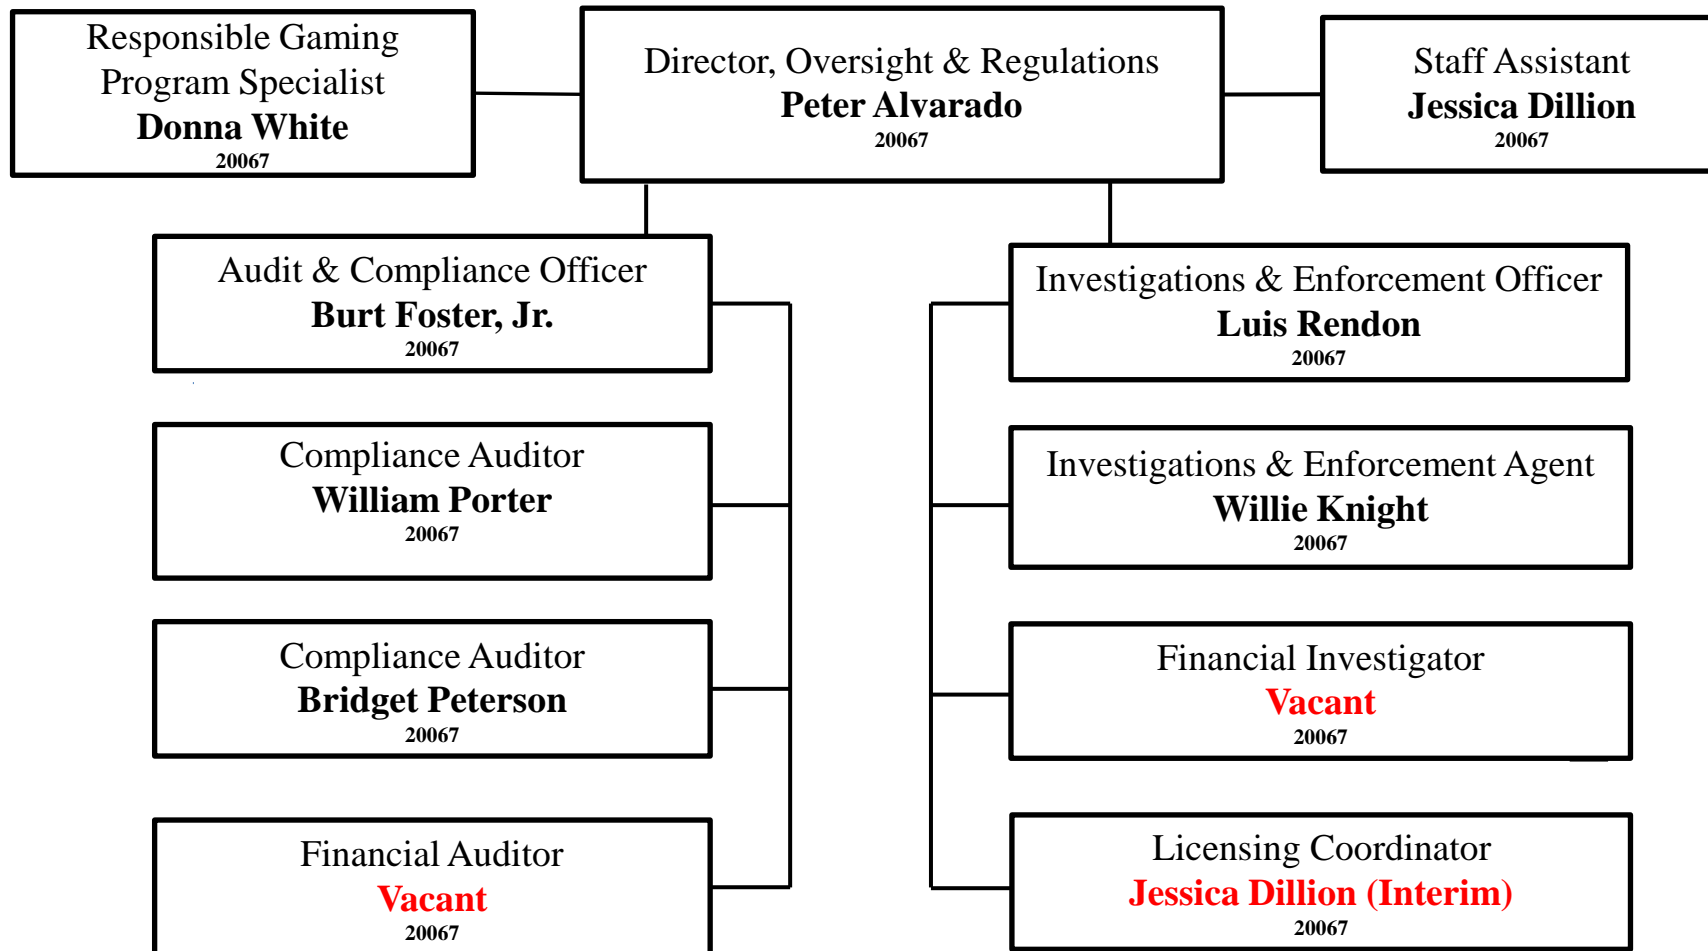 Responsible Gaming
Program Specialist
Donna White
20067
Director, Oversight & Regulations
Peter Alvarado
20067
Staff Assistant
Jessica Dillion
20067
Audit & Compliance Officer
Burt Foster, Jr.
20067
Investigations & Enforcement Officer
Luis Rendon
20067
Compliance Auditor
William Porter
20067
Investigations & Enforcement Agent
Willie Knight
20067
Compliance Auditor
Bridget Peterson
20067
Financial Investigator
Vacant
20067
Financial Auditor
Vacant
20067
Licensing Coordinator
Jessica Dillion (Interim)
20067